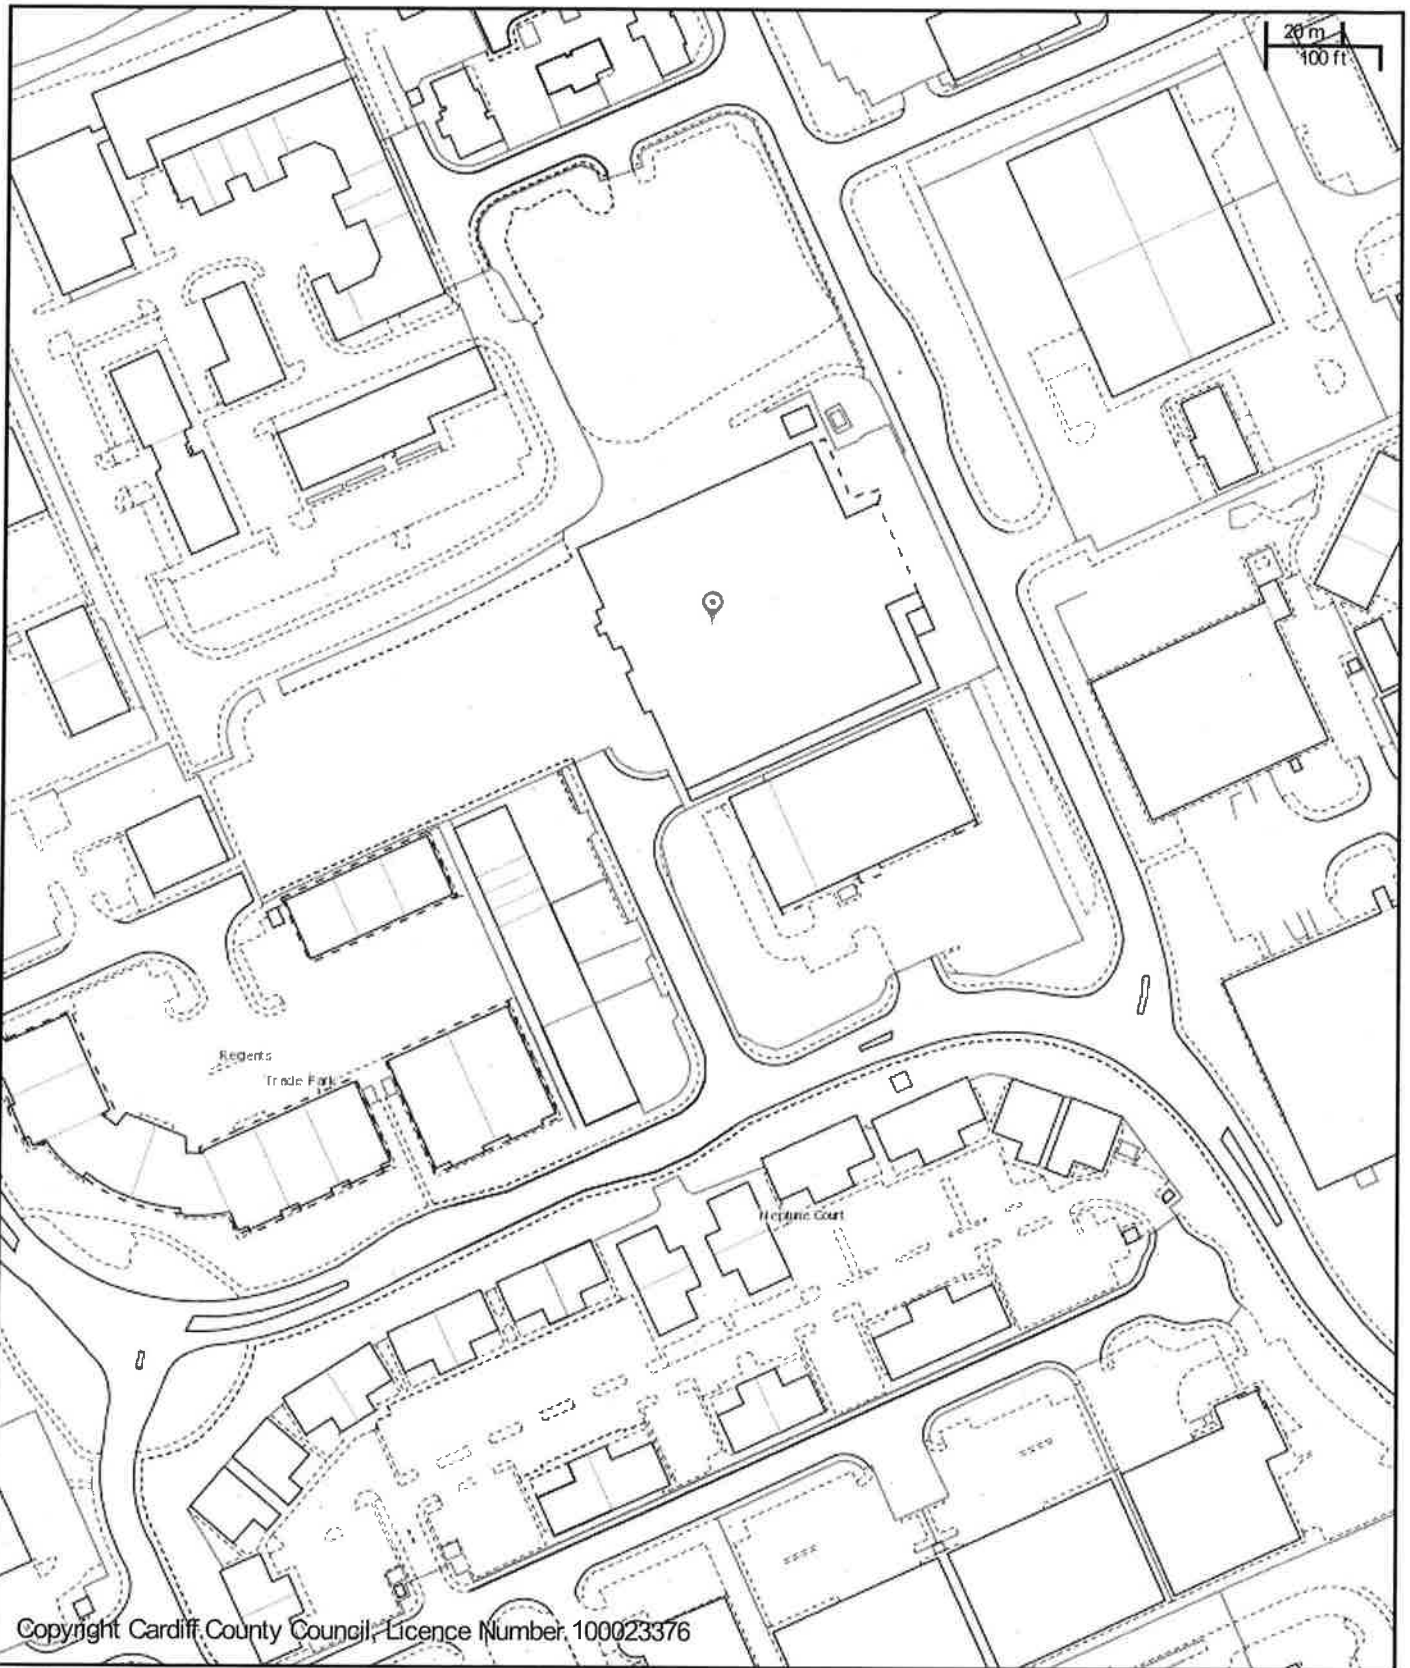 20 m
100 ft
Regents
Trade Park
Neptune Court
Copyright Cardiff County Council, Licence Number. 100023376